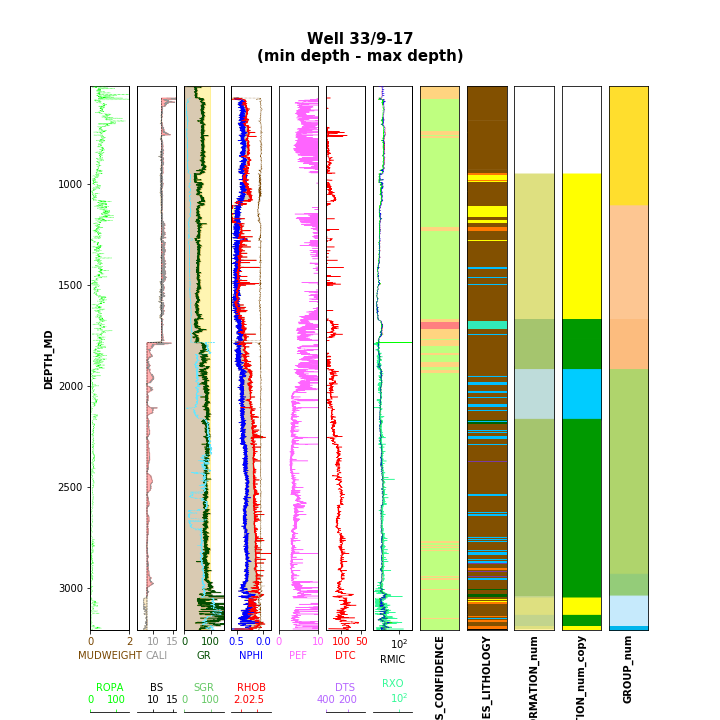 Well 33/9-17
(min depth - max depth)
DEPTH_MD
1000
1500
2000
2500
3000
0 2
MUDWEIGHT
10 15
CALI
0 100
GR
0.5 0.0
NPHI
0 10
PEF
100 50
DTC
10²
RMIC
ROPA
0 100
BS
10 15
SGR
0 100
RHOB
2.02.5
DTS
400 200
RXO
10²
S_CONFIDENCE
ES_LITHOLOGY
RMATION_num
TION_num_copy
GROUP_num